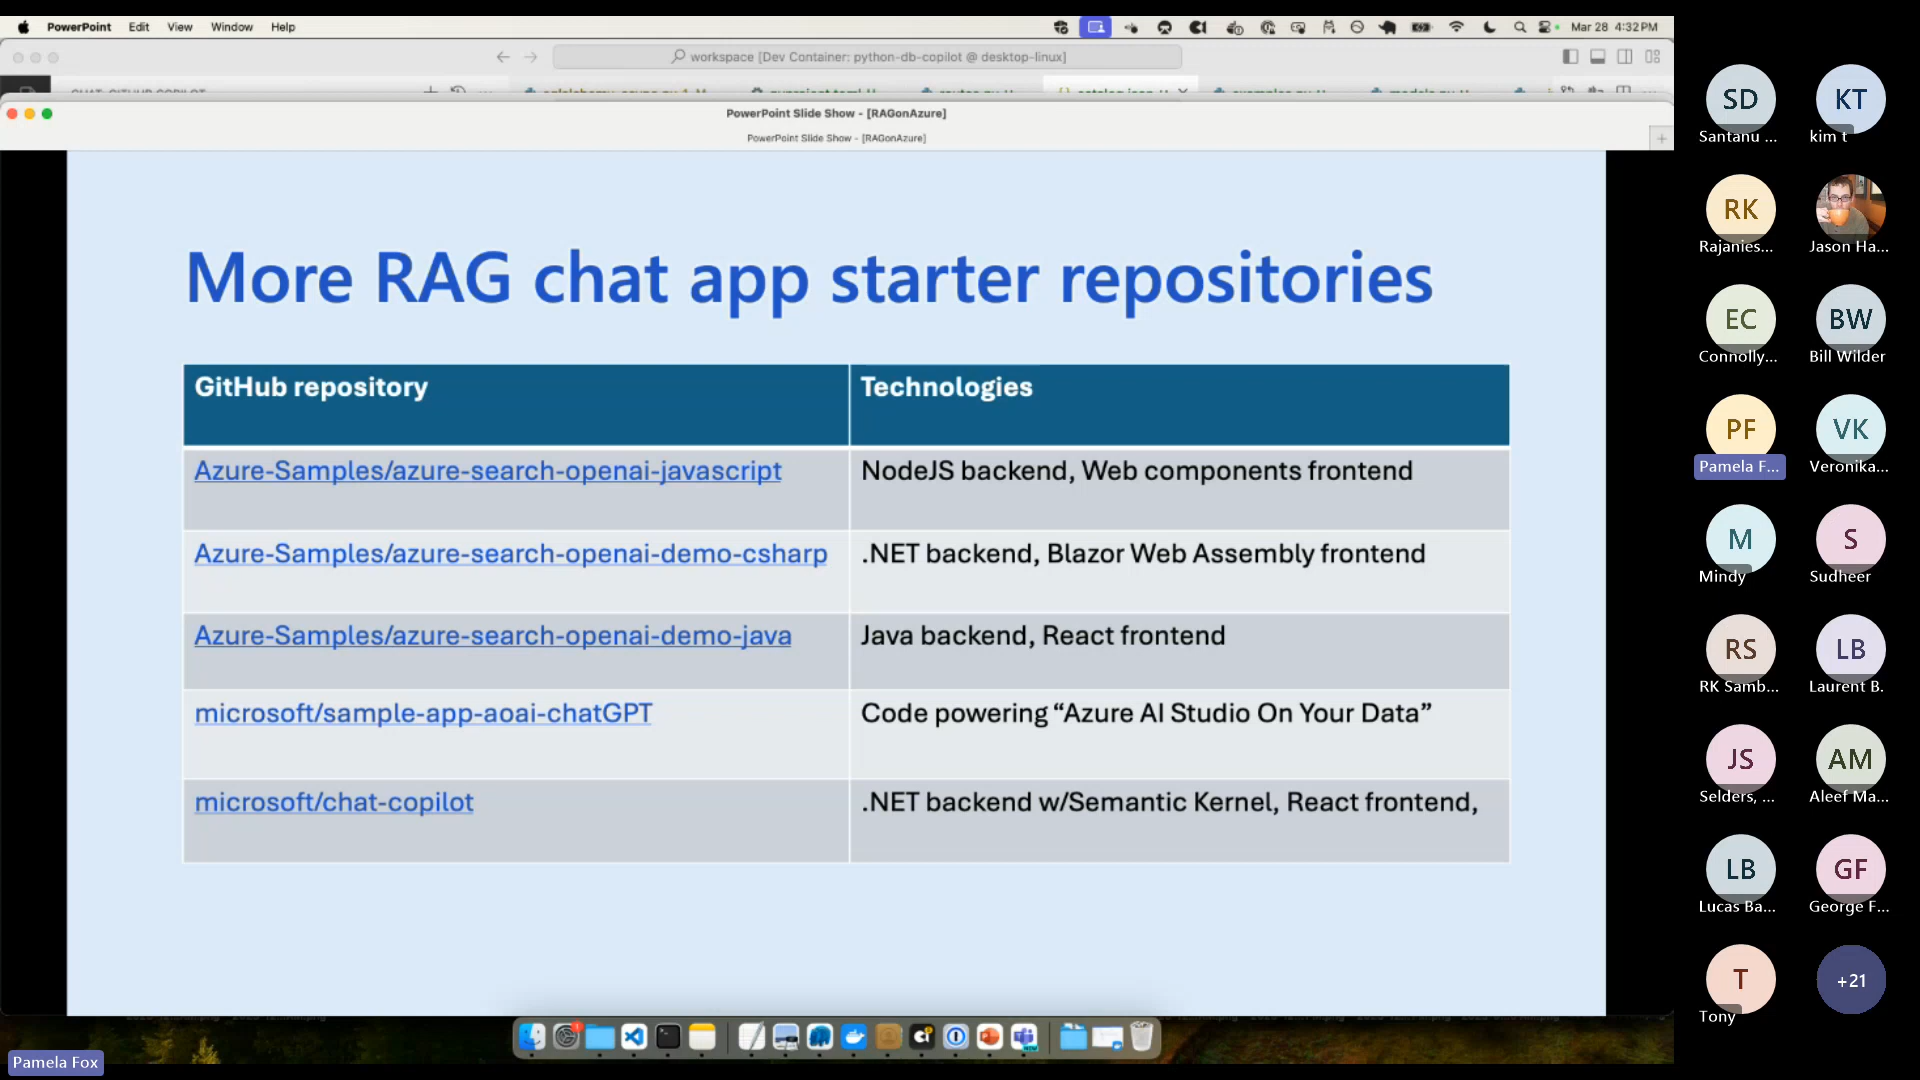 PowerPoint Edit View Window Help
Mar 28 4:32PM
workspace [Dev Container: python-db-copilot @ desktop-linux]
PowerPoint Slide Show - [RAGonAzure]
PowerPoint Slide Show - [RAGonAzure]
More RAG chat app starter repositories
GitHub repository Technologies
Azure-Samples/azure-search-openai-javascript NodeJS backend, Web components frontend
Azure-Samples/azure-search-openai-demo-csharp .NET backend, Blazor Web Assembly frontend
Azure-Samples/azure-search-openai-demo-java Java backend, React frontend
microsoft/sample-app-aoai-chatGPT Code powering “Azure AI Studio On Your Data”
microsoft/chat-copilot .NET backend w/Semantic Kernel, React frontend,
Pamela Fox
SD KT
Santanu ... kim t
RK
Rajanies... Jason Ha...
EC BW
Connolly... Bill Wilder
PF VK
Pamela F... Veronika...
M S
Mindy Sudheer
RS LB
RK Samb... Laurent B.
JS AM
Selders, ... Aleef Ma...
LB GF
Lucas Ba... George F...
T +21
Tony